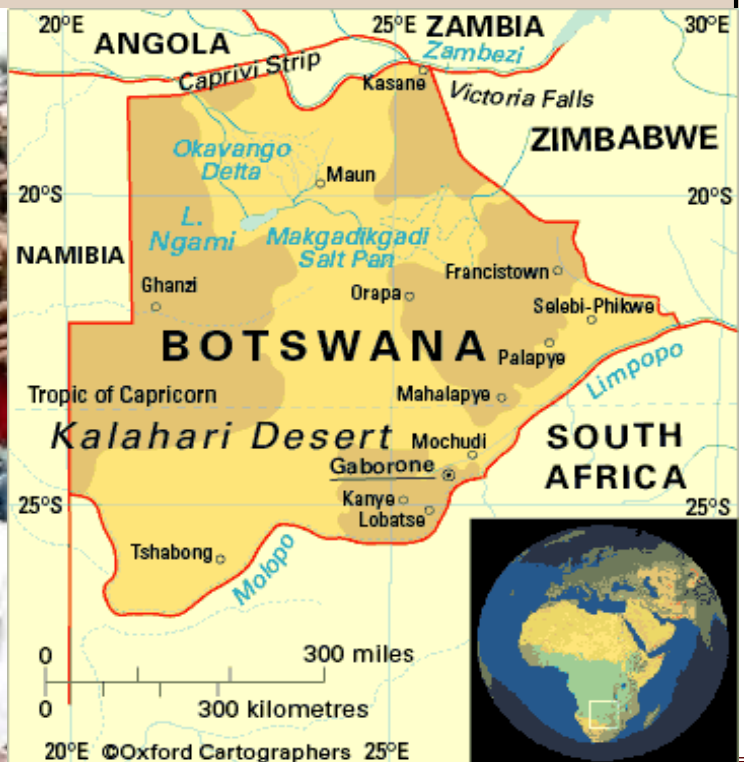 20°E 25°E ZAMBIA 30°E
ANGOLA
Zambezi
Caprivi Strip
Kasane
Victoria Falls
ZIMBABWE
Okavango
Delta
Maun
20°S 20°S
L.
Ngami
Makgadikgadi
Salt Pan
NAMIBIA
Francistown
Ghanzi
Orapa
Selebi-Phikwe
BOTSWANA
Palapye
Limpopo
Tropic of Capricorn
Mahalapye
Kalahari Desert
Mochudi
SOUTH
AFRICA
Gaborone
25°S 25°S
Kanye
Lobatse
Tshabong
Molopo
0 300 miles
0 300 kilometres
20°E ©Oxford Cartographers 25°E